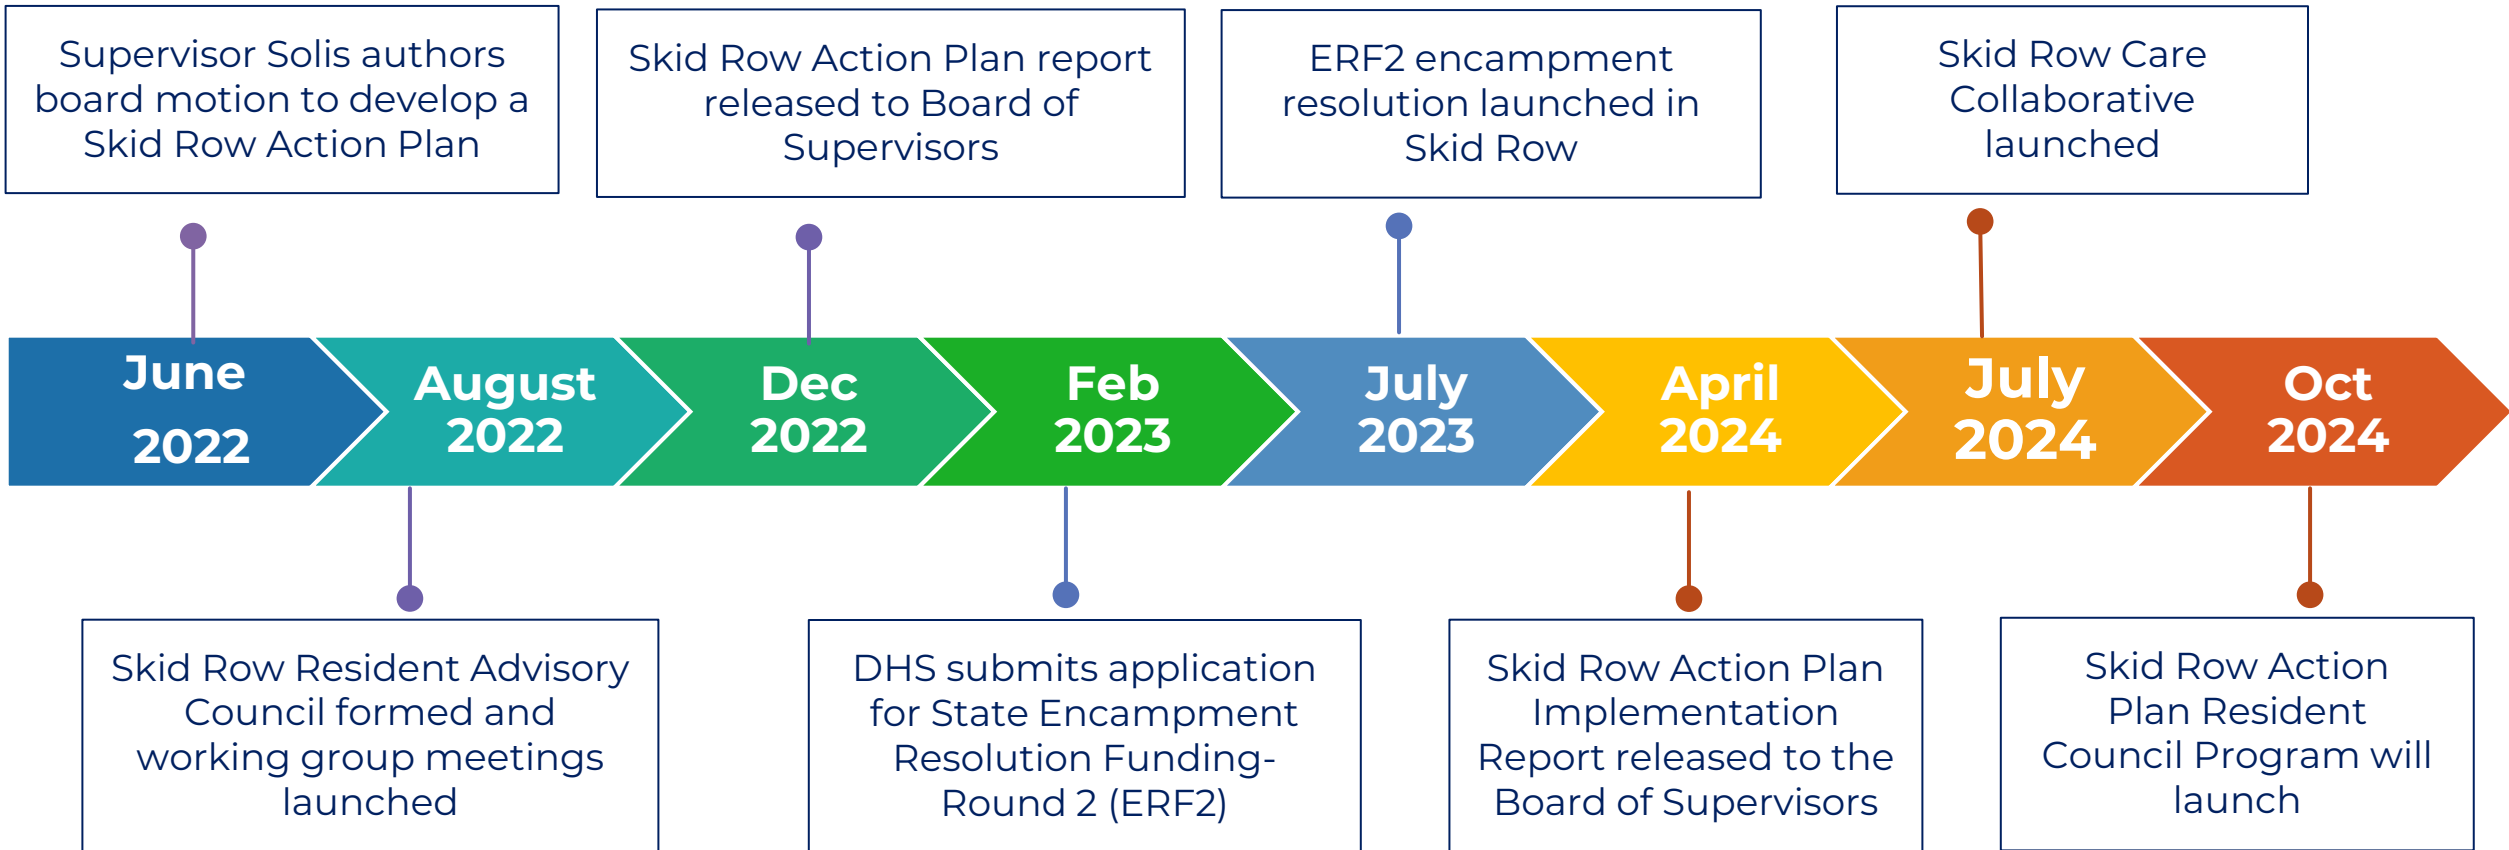 Supervisor Solis authors
board motion to develop a
Skid Row Action Plan
Skid Row Action Plan report
released to Board of
Supervisors
ERF2 encampment
resolution launched in
Skid Row
Skid Row Care
Collaborative
launched
June
2022
August
2022
Dec
2022
Feb
2023
July
2023
April
2024
July
2024
Oct
2024
Skid Row Resident Advisory
Council formed and
working group meetings
launched
DHS submits application
for State Encampment
Resolution Funding-
Round 2 (ERF2)
Skid Row Action Plan
Implementation
Report released to the
Board of Supervisors
Skid Row Action
Plan Resident
Council Program will
launch